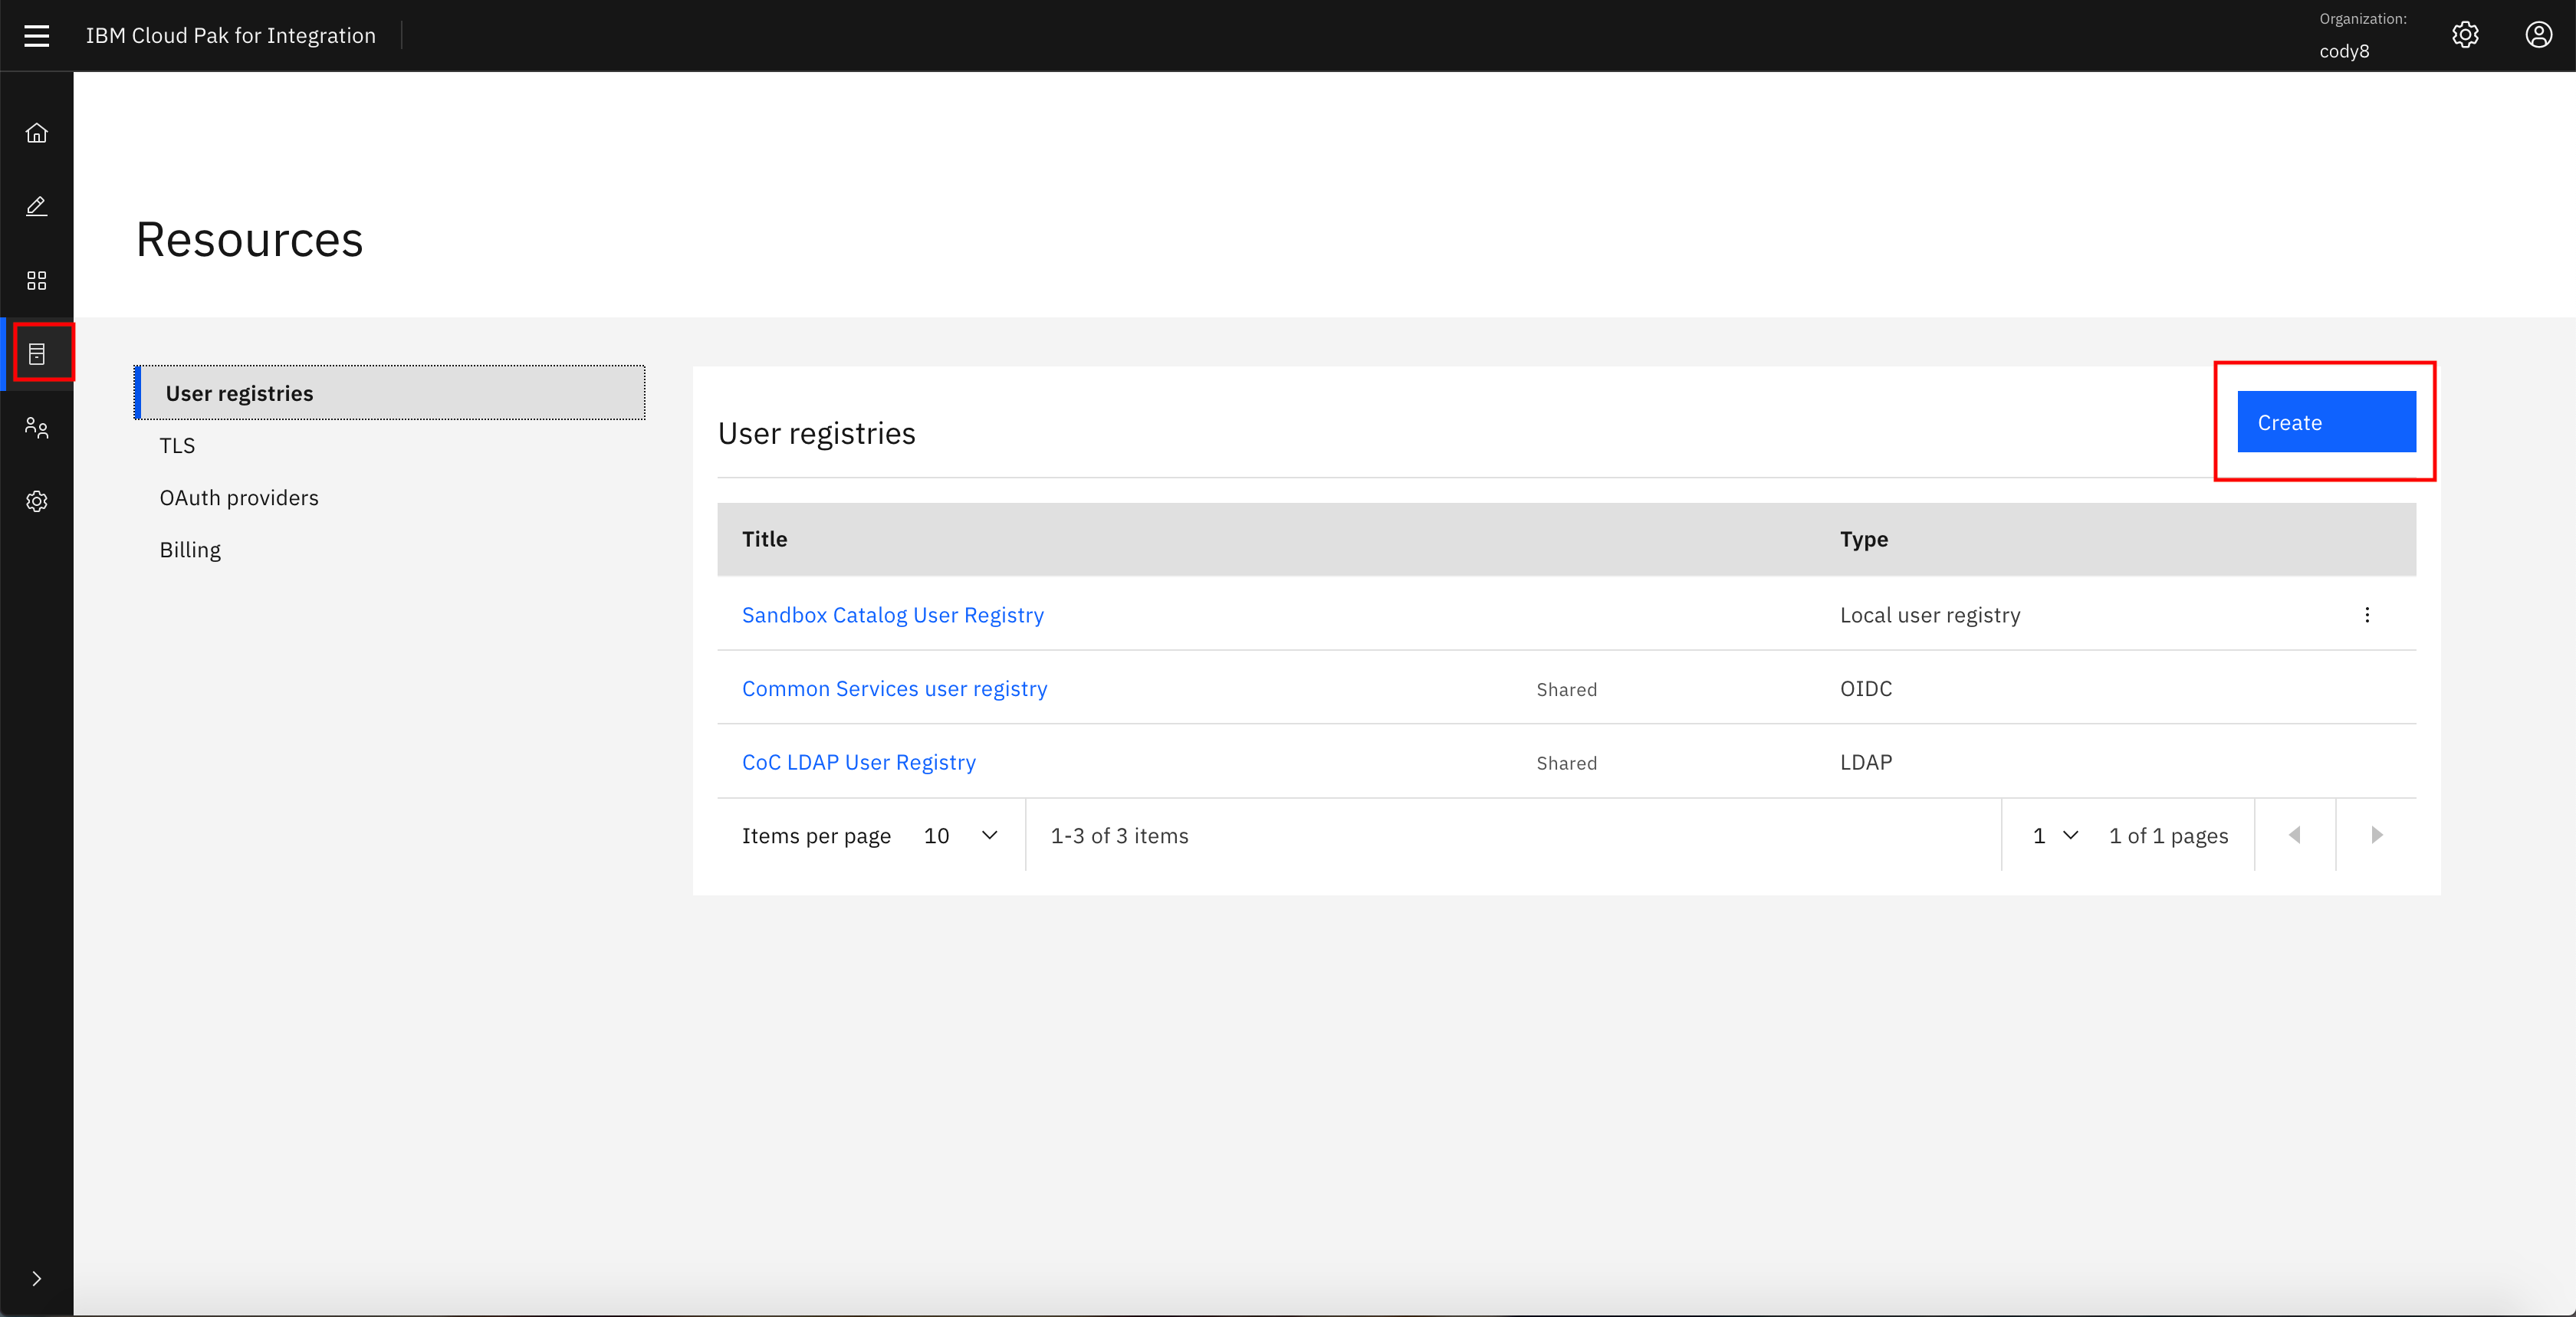 IBM Cloud Pak for Integration
Organization:
cody8
Resources
User registries
TLS
OAuth providers
Billing
User registries
Create
Title Type
Sandbox Catalog User Registry Local user registry
Common Services user registry Shared OIDC
CoC LDAP User Registry Shared LDAP
Items per page 10 1-3 of 3 items 1 1 of 1 pages